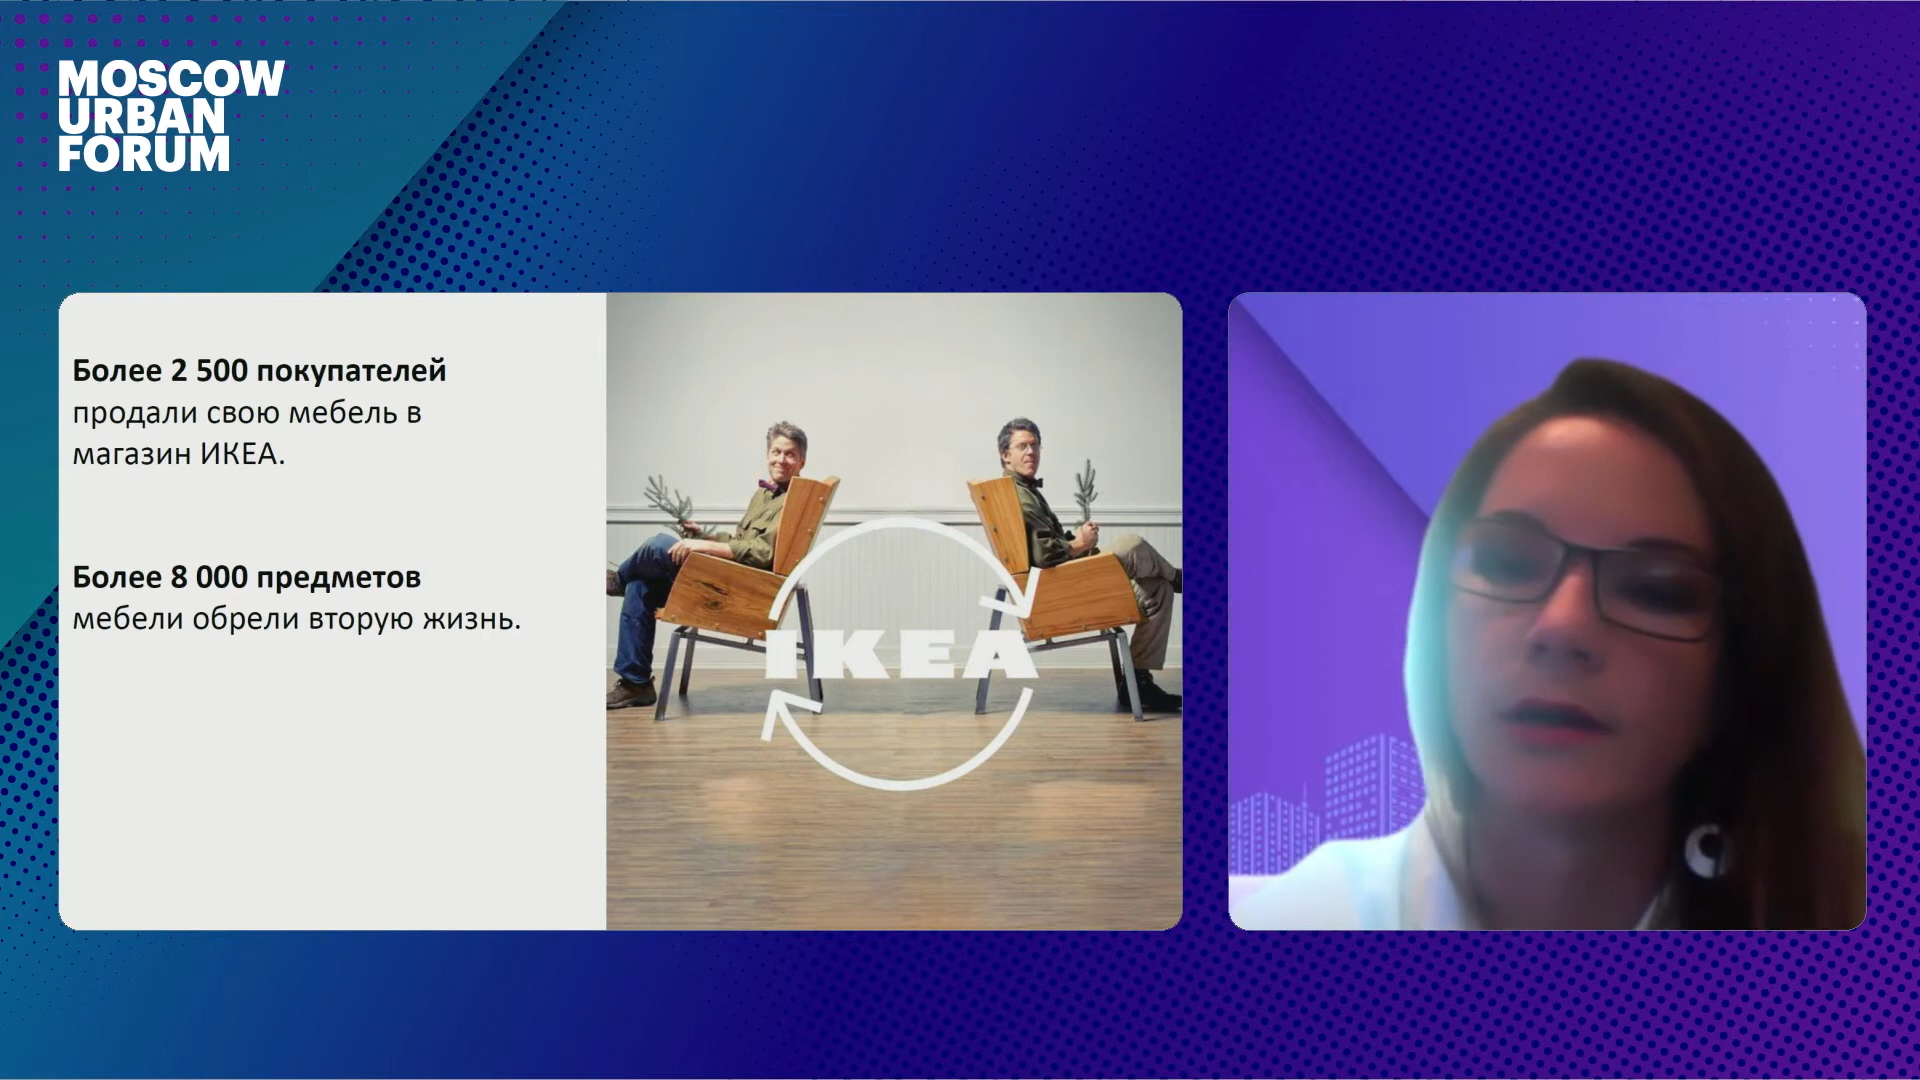 MOSCOW
URBAN
FORUM
Более 2 500 покупателей
продали свою мебель в
магазин ИКЕА.
Более 8 000 предметов
мебели обрели вторую жизнь.
IKEA